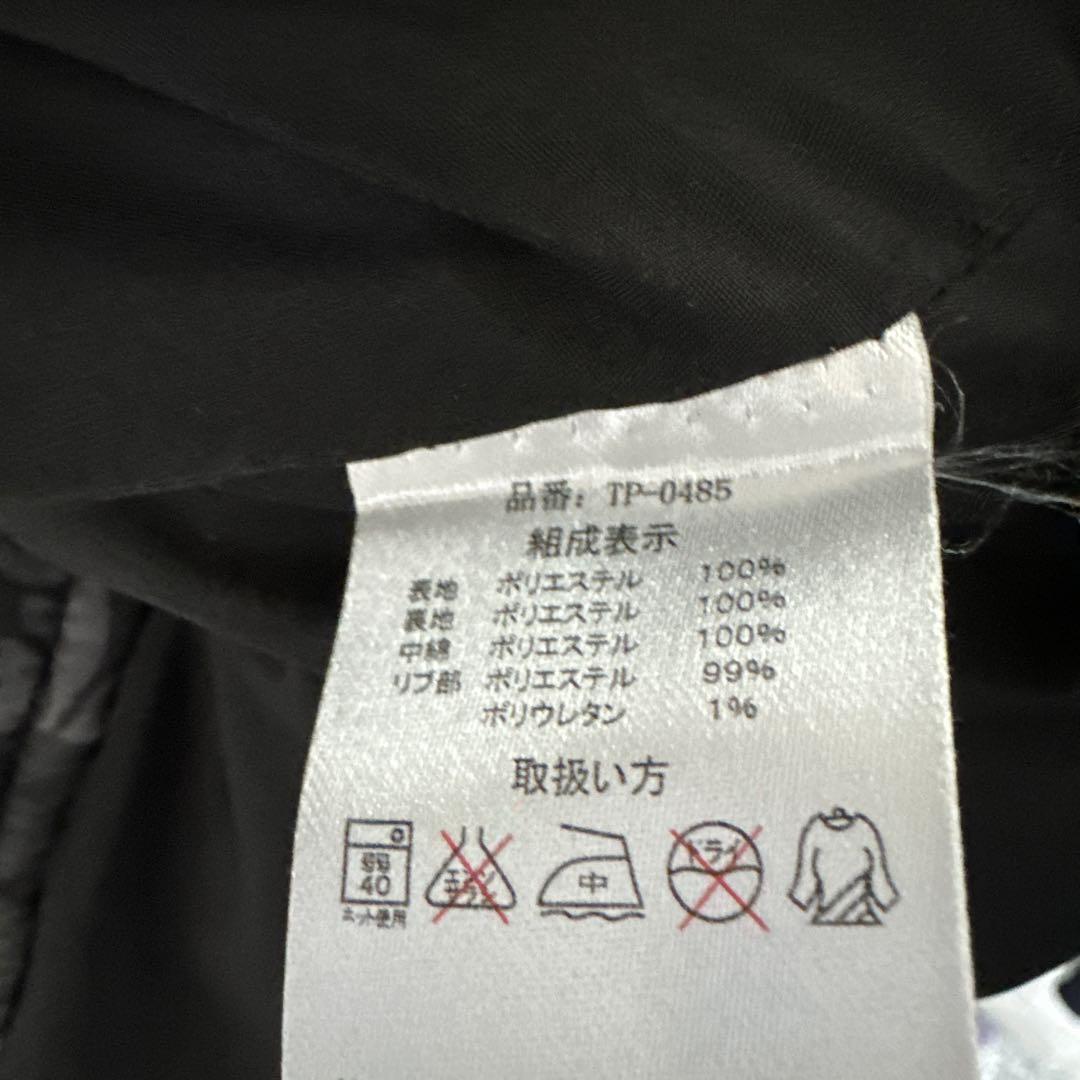 品番: TP-0485
組成表示
表地 ポリエステル 100%
裏地 ポリエステル 100%
中綿 ポリエステル 100%
リブ部 ポリエステル 99%
ポリウレタン 1%
取扱い方
弱 40 中 ドライ
ネット使用